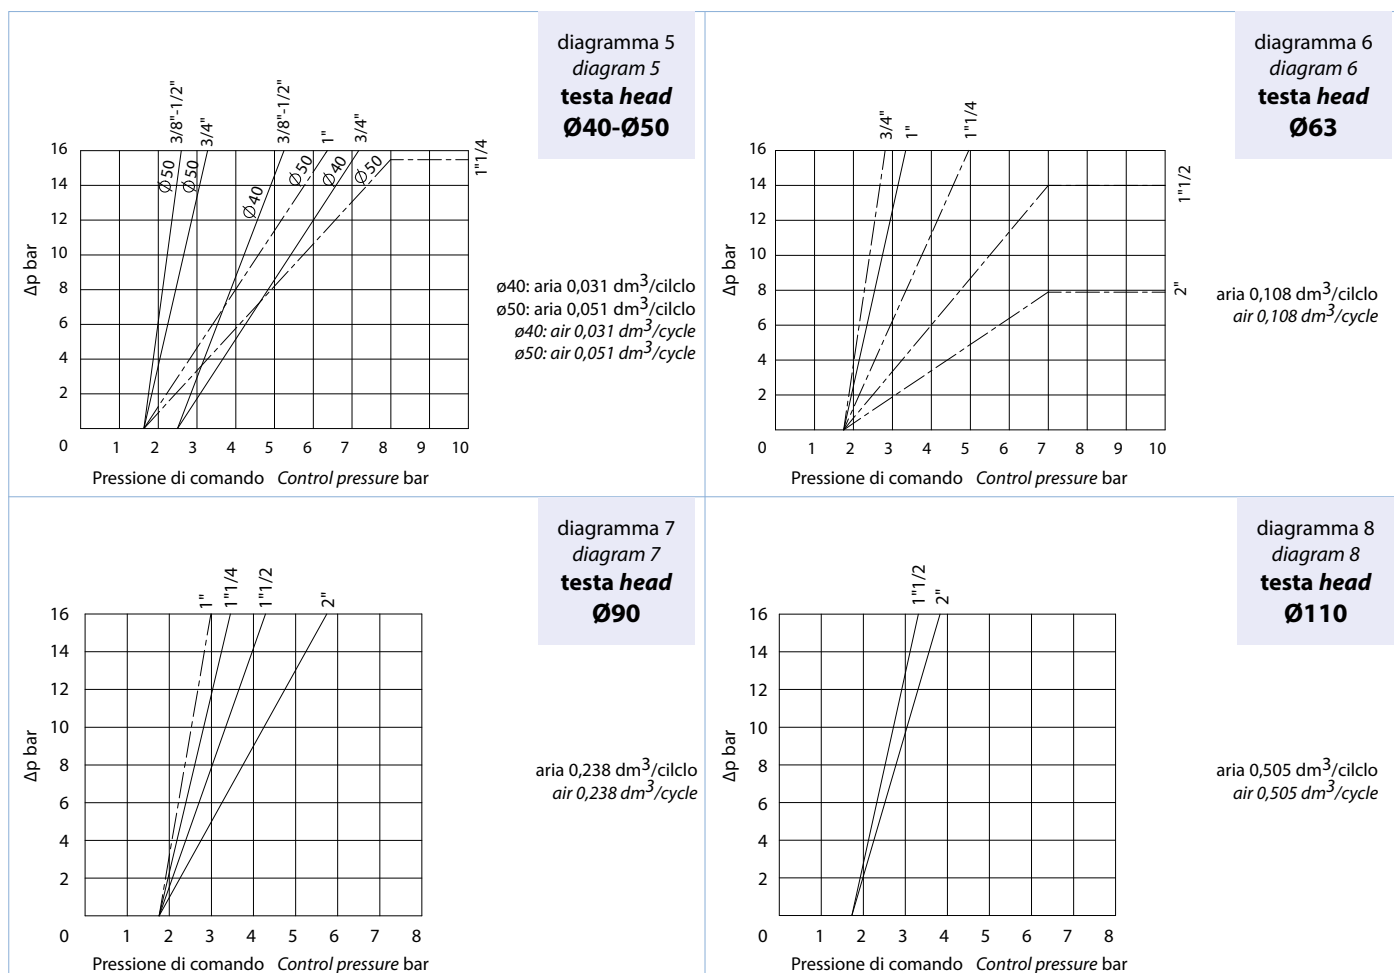 diagramma 5
diagram 5
testa head
Ø40-Ø50
3/8"-1/2"
3/4"
3/8"-1/2"
1"
3/4"
1"1/4
Ø50
Ø50
Ø40
Ø50
Ø40
Ø50
16
14
12
10
8
6
4
2
0
1 2 3 4 5 6 7 8 9 10
Δp bar
Pressione di comando Control pressure bar
ø40: aria 0,031 dm³/cilclo
ø50: aria 0,051 dm³/cilclo
ø40: air 0,031 dm³/cycle
ø50: air 0,051 dm³/cycle
diagramma 6
diagram 6
testa head
Ø63
3/4"
1"
1"1/4
1"1/2
2"
16
14
12
10
8
6
4
2
0
1 2 3 4 5 6 7 8 9 10
Δp bar
Pressione di comando Control pressure bar
aria 0,108 dm³/cilclo
air 0,108 dm³/cycle
diagramma 7
diagram 7
testa head
Ø90
1"
1"1/4
1"1/2
2"
16
14
12
10
8
6
4
2
0
1 2 3 4 5 6 7 8
Δp bar
Pressione di comando Control pressure bar
aria 0,238 dm³/cilclo
air 0,238 dm³/cycle
diagramma 8
diagram 8
testa head
Ø110
1"1/2
2"
16
14
12
10
8
6
4
2
0
1 2 3 4 5 6 7 8
Δp bar
Pressione di comando Control pressure bar
aria 0,505 dm³/cilclo
air 0,505 dm³/cycle